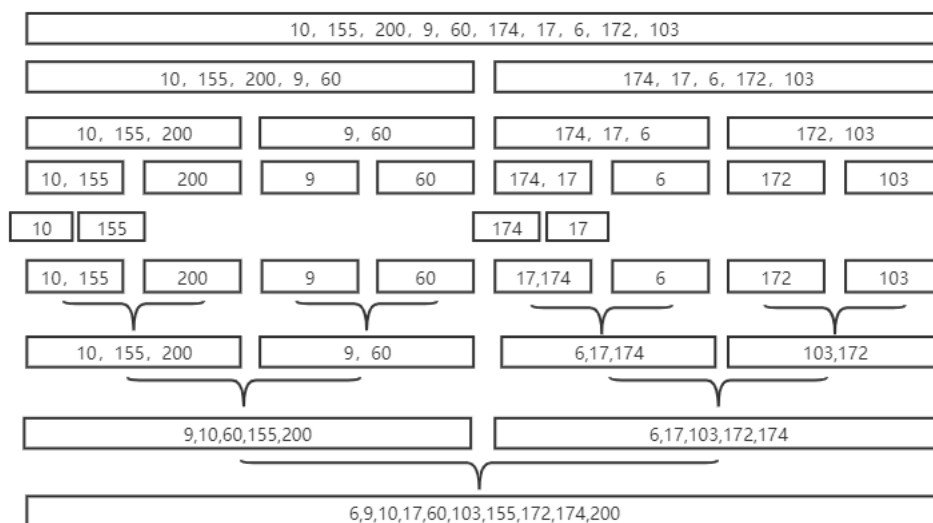 10, 155, 200, 9, 60, 174, 17, 6, 172, 103
10, 155, 200, 9, 60 174, 17, 6, 172, 103
10, 155, 200 9, 60 174, 17, 6 172, 103
10, 155 200 9 60 174, 17 6 172 103
10 155 174 17
10, 155 200 9 60 17,174 6 172 103
10, 155, 200 9, 60 6,17,174 103,172
9,10,60,155,200 6,17,103,172,174
6,9,10,17,60,103,155,172,174,200